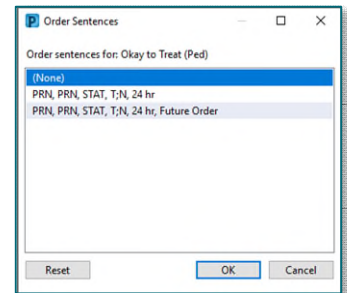 Order Sentences
Order sentences for: Okay to Treat (Ped)
(None)
PRN, PRN, STAT, T;N, 24 hr
PRN, PRN, STAT, T;N, 24 hr, Future Order
Reset OK Cancel